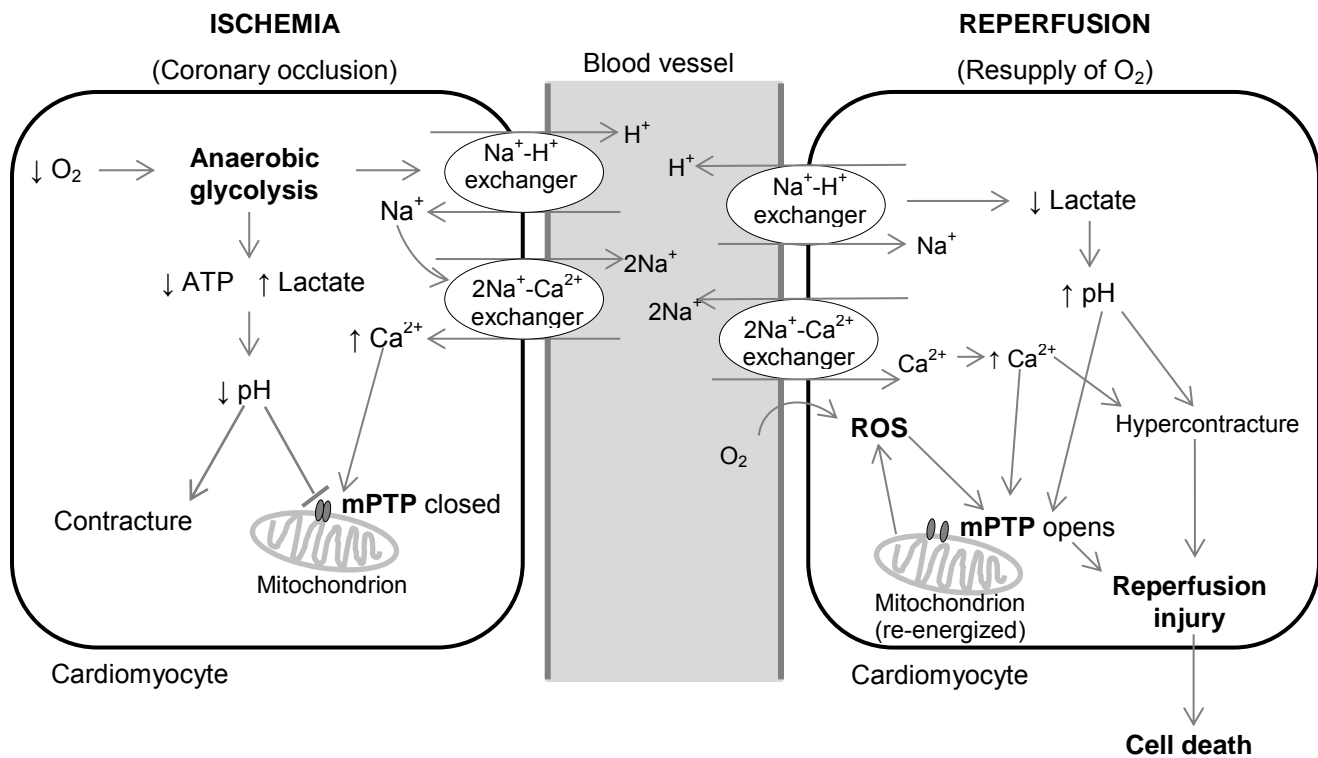 ISCHEMIA
(Coronary occlusion)
↓ O₂
Anaerobic
glycolysis
Na⁺-H⁺
exchanger
H⁺
Na⁺
↓ ATP ↑ Lactate
2Na⁺-Ca²⁺
exchanger
2Na⁺
↑ Ca²⁺
↓ pH
Contracture
mPTP closed
Mitochondrion
Cardiomyocyte
Blood vessel
REPERFUSION
(Resupply of O₂)
H⁺
Na⁺-H⁺
exchanger
Na⁺
↓ Lactate
↑ pH
2Na⁺
2Na⁺-Ca²⁺
exchanger
Ca²⁺
↑ Ca²⁺
Hypercontracture
O₂
ROS
mPTP opens
Mitochondrion
(re-energized)
Reperfusion
injury
Cardiomyocyte
Cell death